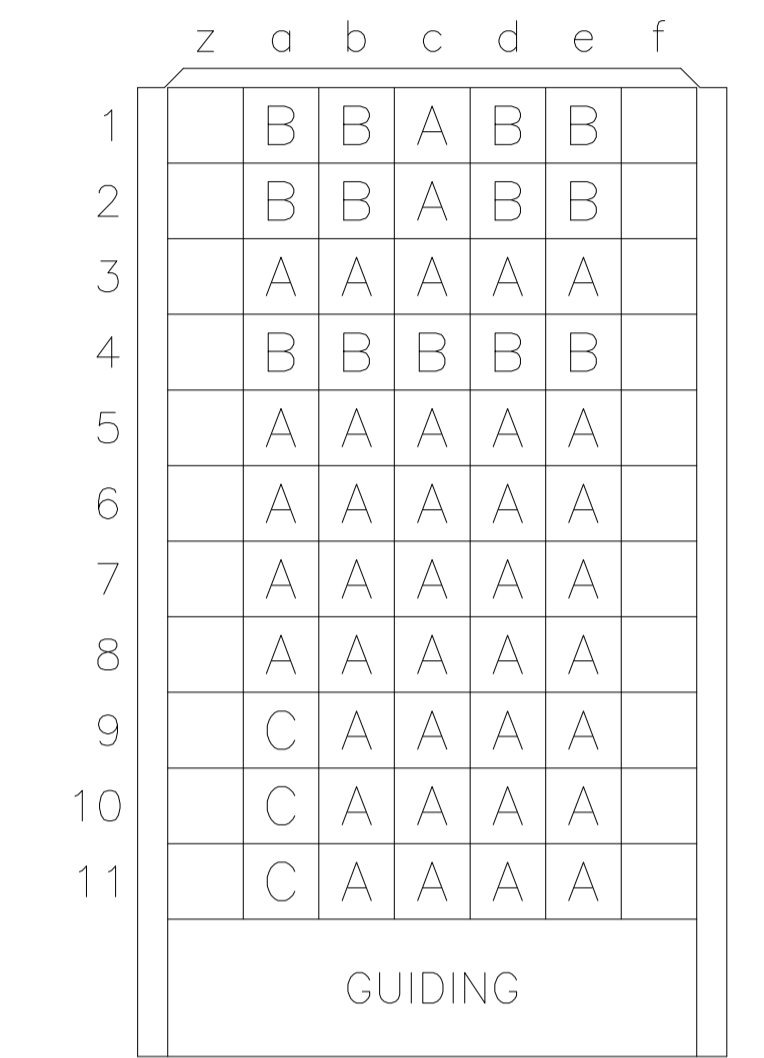 z a b c d e f
1 B B A B B
2 B B A B B
3 A A A A A
4 B B B B B
5 A A A A A
6 A A A A A
7 A A A A A
8 A A A A A
9 C A A A A
10 C A A A A
11 C A A A A
GUIDING